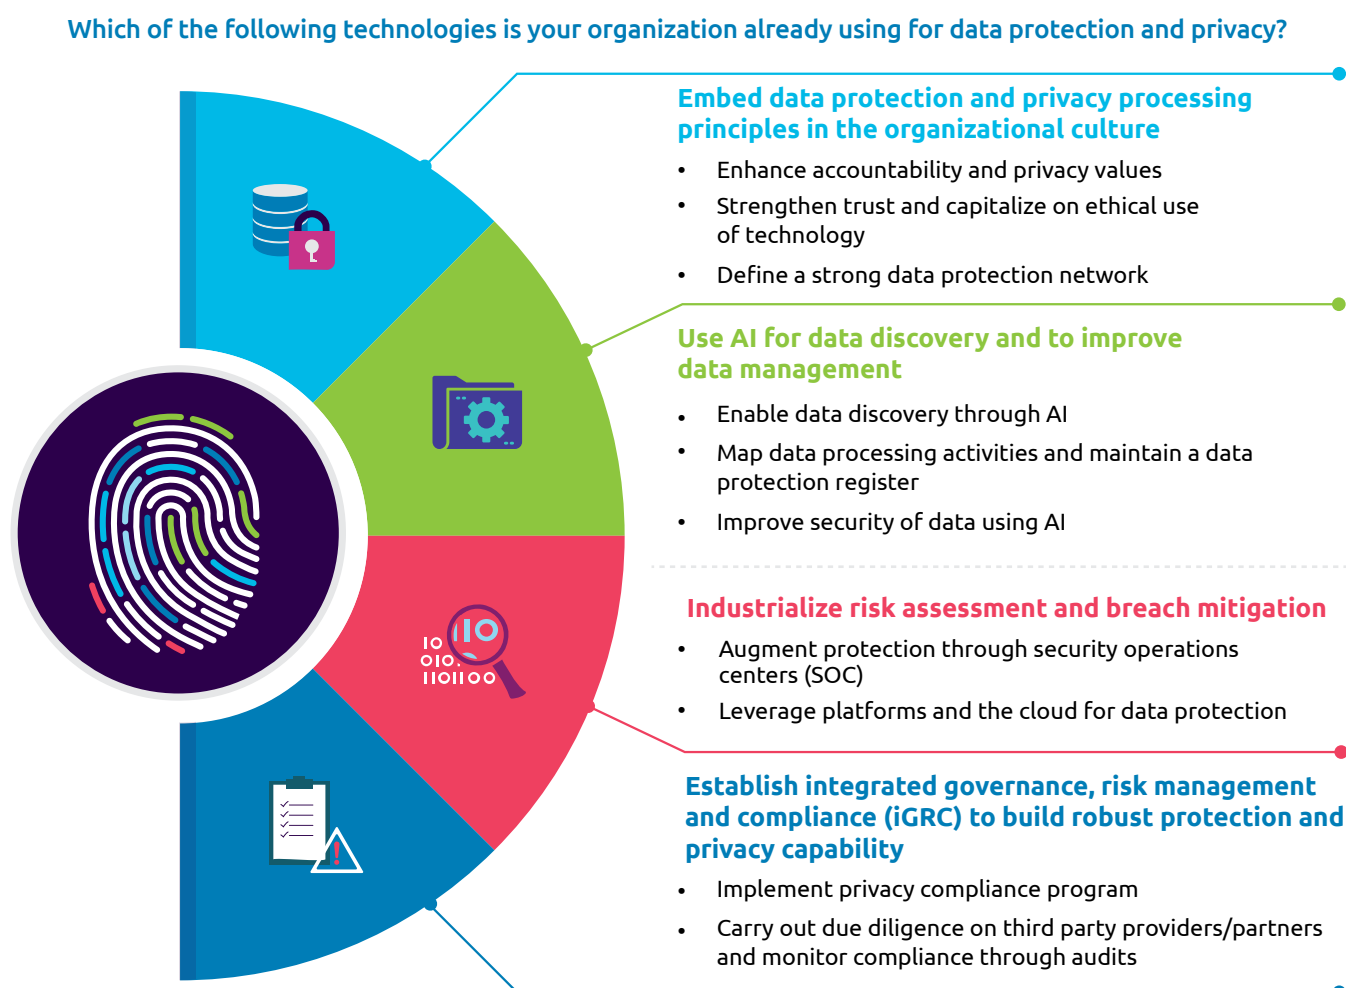 Which of the following technologies is your organization already using for data protection and privacy?
Embed data protection and privacy processing
principles in the organizational culture
• Enhance accountability and privacy values
• Strengthen trust and capitalize on ethical use
of technology
• Define a strong data protection network
Use AI for data discovery and to improve
data management
• Enable data discovery through AI
• Map data processing activities and maintain a data
protection register
• Improve security of data using AI
Industrialize risk assessment and breach mitigation
• Augment protection through security operations
centers (SOC)
• Leverage platforms and the cloud for data protection
Establish integrated governance, risk management
and compliance (iGRC) to build robust protection and
privacy capability
• Implement privacy compliance program
• Carry out due diligence on third party providers/partners
and monitor compliance through audits
IO
IIO
OIO.
IIOIIOO